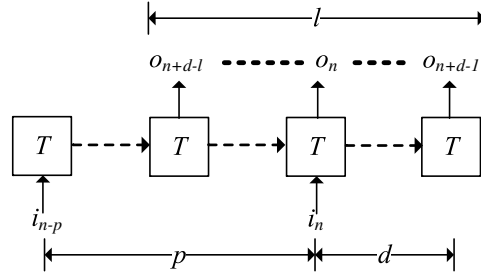 l
o_{n+d-l} o_n o_{n+d-1}
T T T T
i_{n-p} i_n
p d